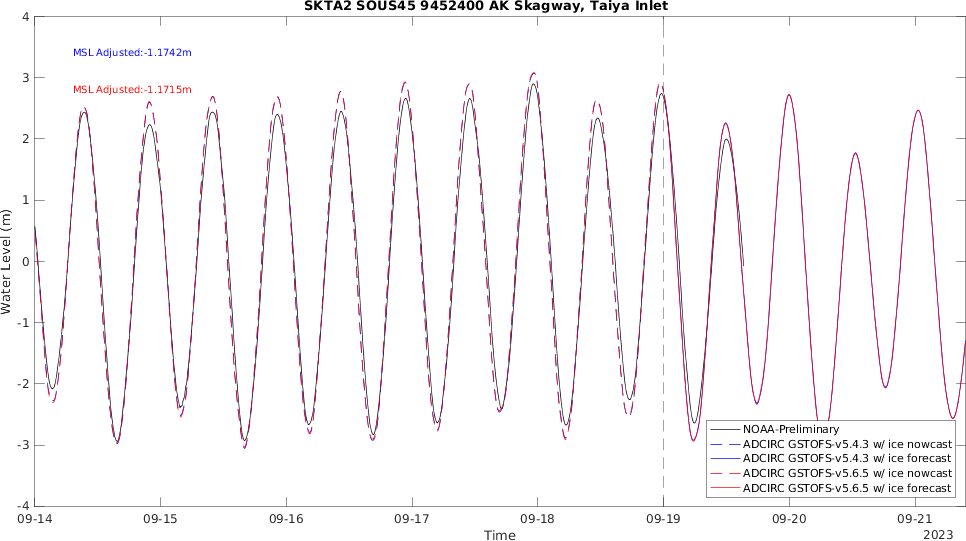 SKTA2 SOUS45 9452400 AK Skagway, Taiya Inlet
4
MSL Adjusted:-1.1742m
3
MSL Adjusted:-1.1715m
2
1
0
-1
-2
-3
-4
Water Level (m)
NOAA-Preliminary
ADCIRC GSTOFS-v5.4.3 w/ ice nowcast
ADCIRC GSTOFS-v5.4.3 w/ ice forecast
ADCIRC GSTOFS-v5.6.5 w/ ice nowcast
ADCIRC GSTOFS-v5.6.5 w/ ice forecast
09-14 09-15 09-16 09-17 09-18 09-19 09-20 09-21
Time
2023